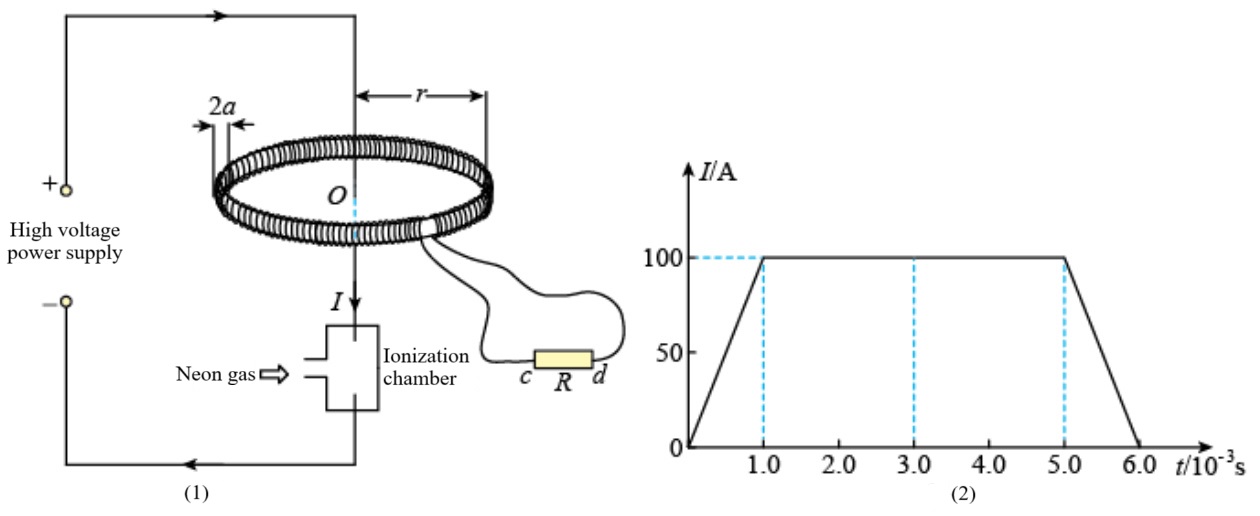 2a
r
+
O
High voltage
power supply
−
I
Neon gas
Ionization
chamber
c
R
d
(1)
I/A
100
50
0
1.0 2.0 3.0 4.0 5.0 6.0 t/10⁻³s
(2)